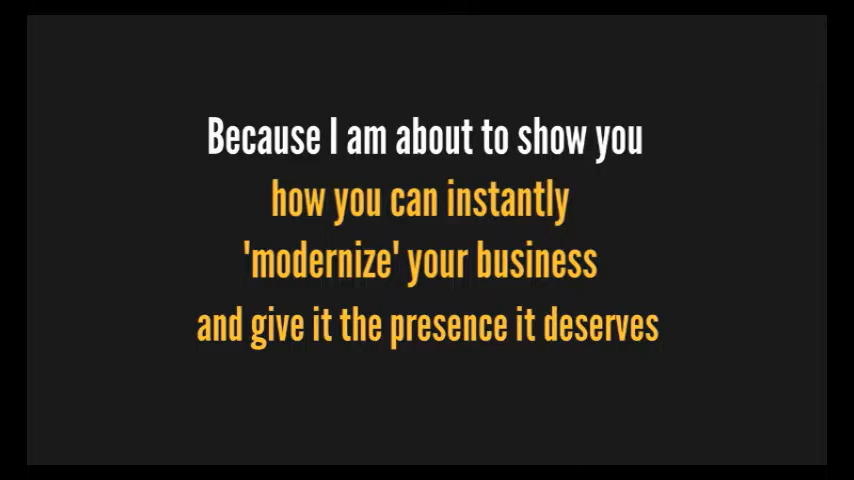 Because I am about to show you
how you can instantly
'modernize' your business
and give it the presence it deserves